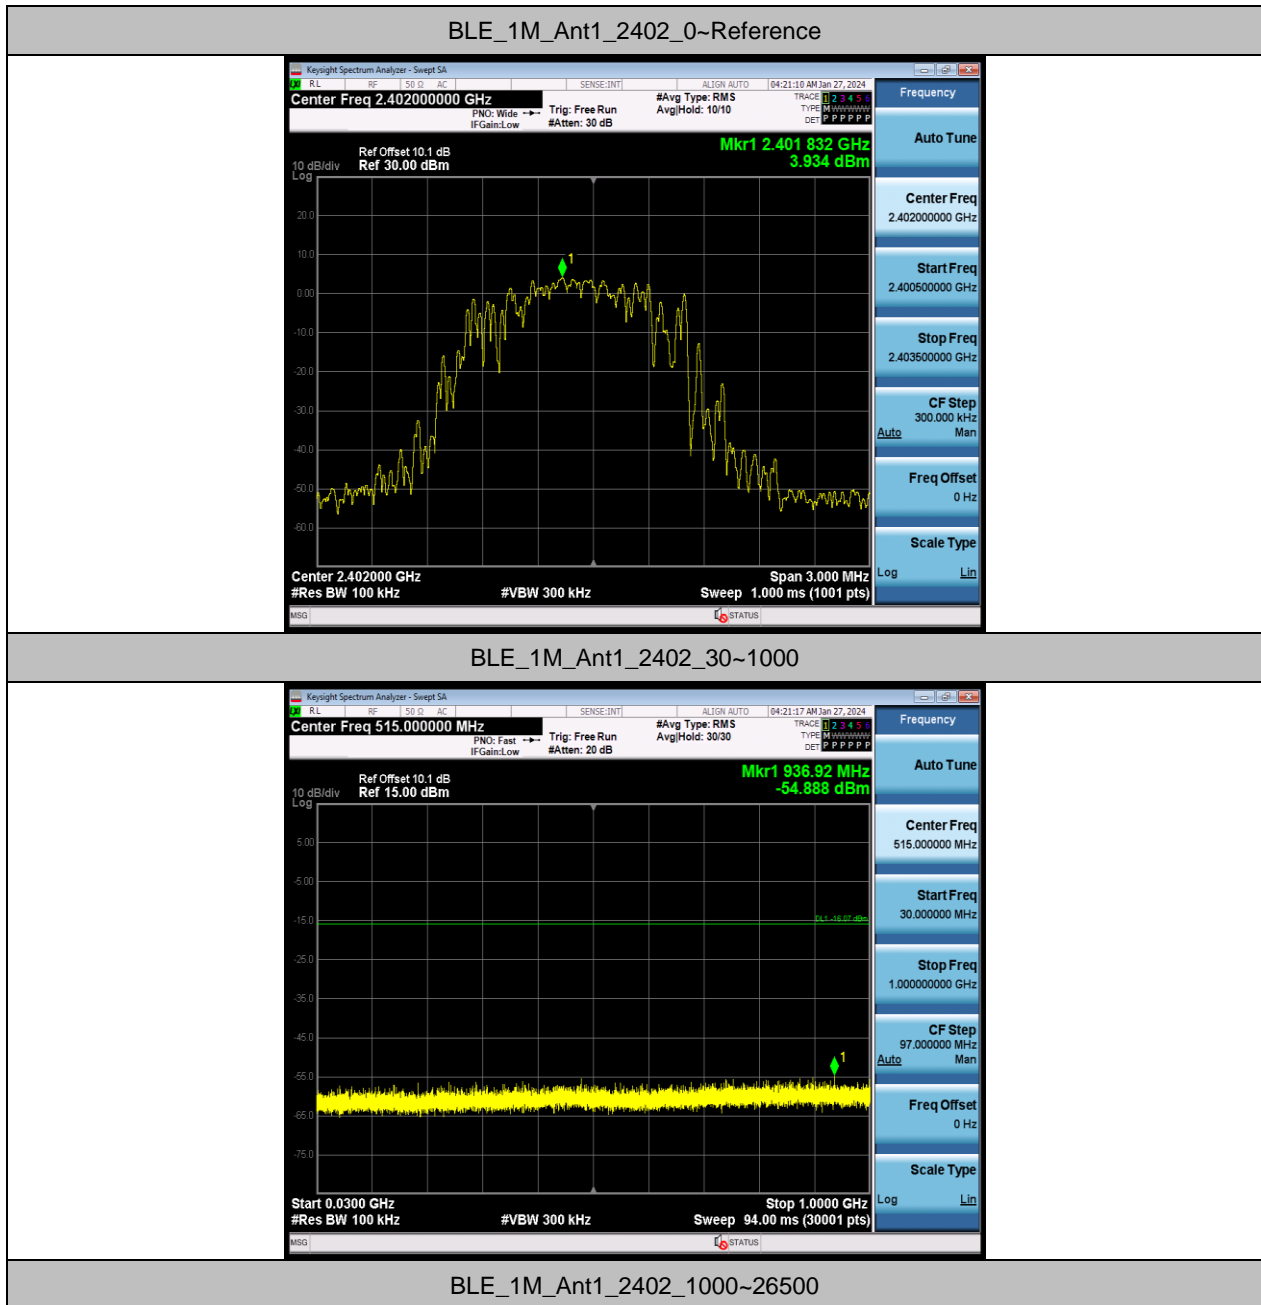 BLE_1M_Ant1_2402_0~Reference
Keysight Spectrum Analyzer - Swept SA
RL RF 50 Ω AC SENSE:INT ALIGN AUTO 04:21:10 AM Jan 27, 2024
Center Freq 2.402000000 GHz
PNO: Wide
IFGain:Low
Trig: Free Run
#Atten: 30 dB
#Avg Type: RMS
Avg|Hold: 10/10
TRACE 1 2 3 4 5 6
TYPE M W W W W W
DET P P P P P P
Mkr1 2.401 832 GHz
3.934 dBm
Ref Offset 10.1 dB
10 dB/div Ref 30.00 dBm
Log
20.0
10.0
0.00
-10.0
-20.0
-30.0
-40.0
-50.0
-60.0
1
Center 2.402000 GHz Span 3.000 MHz
#Res BW 100 kHz #VBW 300 kHz Sweep 1.000 ms (1001 pts)
MSG STATUS
Frequency
Auto Tune
Center Freq
2.402000000 GHz
Start Freq
2.400500000 GHz
Stop Freq
2.403500000 GHz
CF Step
300.000 kHz
Auto Man
Freq Offset
0 Hz
Scale Type
Log Lin
BLE_1M_Ant1_2402_30~1000
Keysight Spectrum Analyzer - Swept SA
RL RF 50 Ω AC SENSE:INT ALIGN AUTO 04:21:17 AM Jan 27, 2024
Center Freq 515.000000 MHz
PNO: Fast
IFGain:Low
Trig: Free Run
#Atten: 20 dB
#Avg Type: RMS
Avg|Hold: 30/30
TRACE 1 2 3 4 5 6
TYPE M W W W W W
DET P P P P P P
Mkr1 936.92 MHz
-54.888 dBm
Ref Offset 10.1 dB
10 dB/div Ref 15.00 dBm
Log
5.00
-5.00
-15.0
-25.0
-35.0
-45.0
-55.0
-65.0
-75.0
DL1 -16.07 dBm
1
Start 0.0300 GHz Stop 1.0000 GHz
#Res BW 100 kHz #VBW 300 kHz Sweep 94.00 ms (30001 pts)
MSG STATUS
Frequency
Auto Tune
Center Freq
515.000000 MHz
Start Freq
30.000000 MHz
Stop Freq
1.000000000 GHz
CF Step
97.000000 MHz
Auto Man
Freq Offset
0 Hz
Scale Type
Log Lin
BLE_1M_Ant1_2402_1000~26500